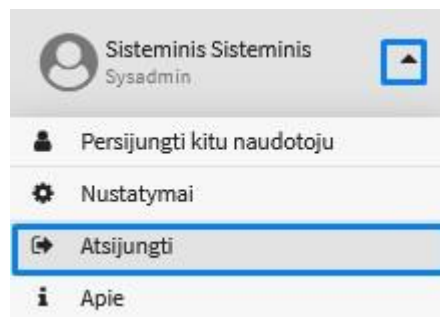 Sisteminis Sisteminis
Sysadmin
Persijungti kitu naudotoju
Nustatymai
Atsijungti
Apie